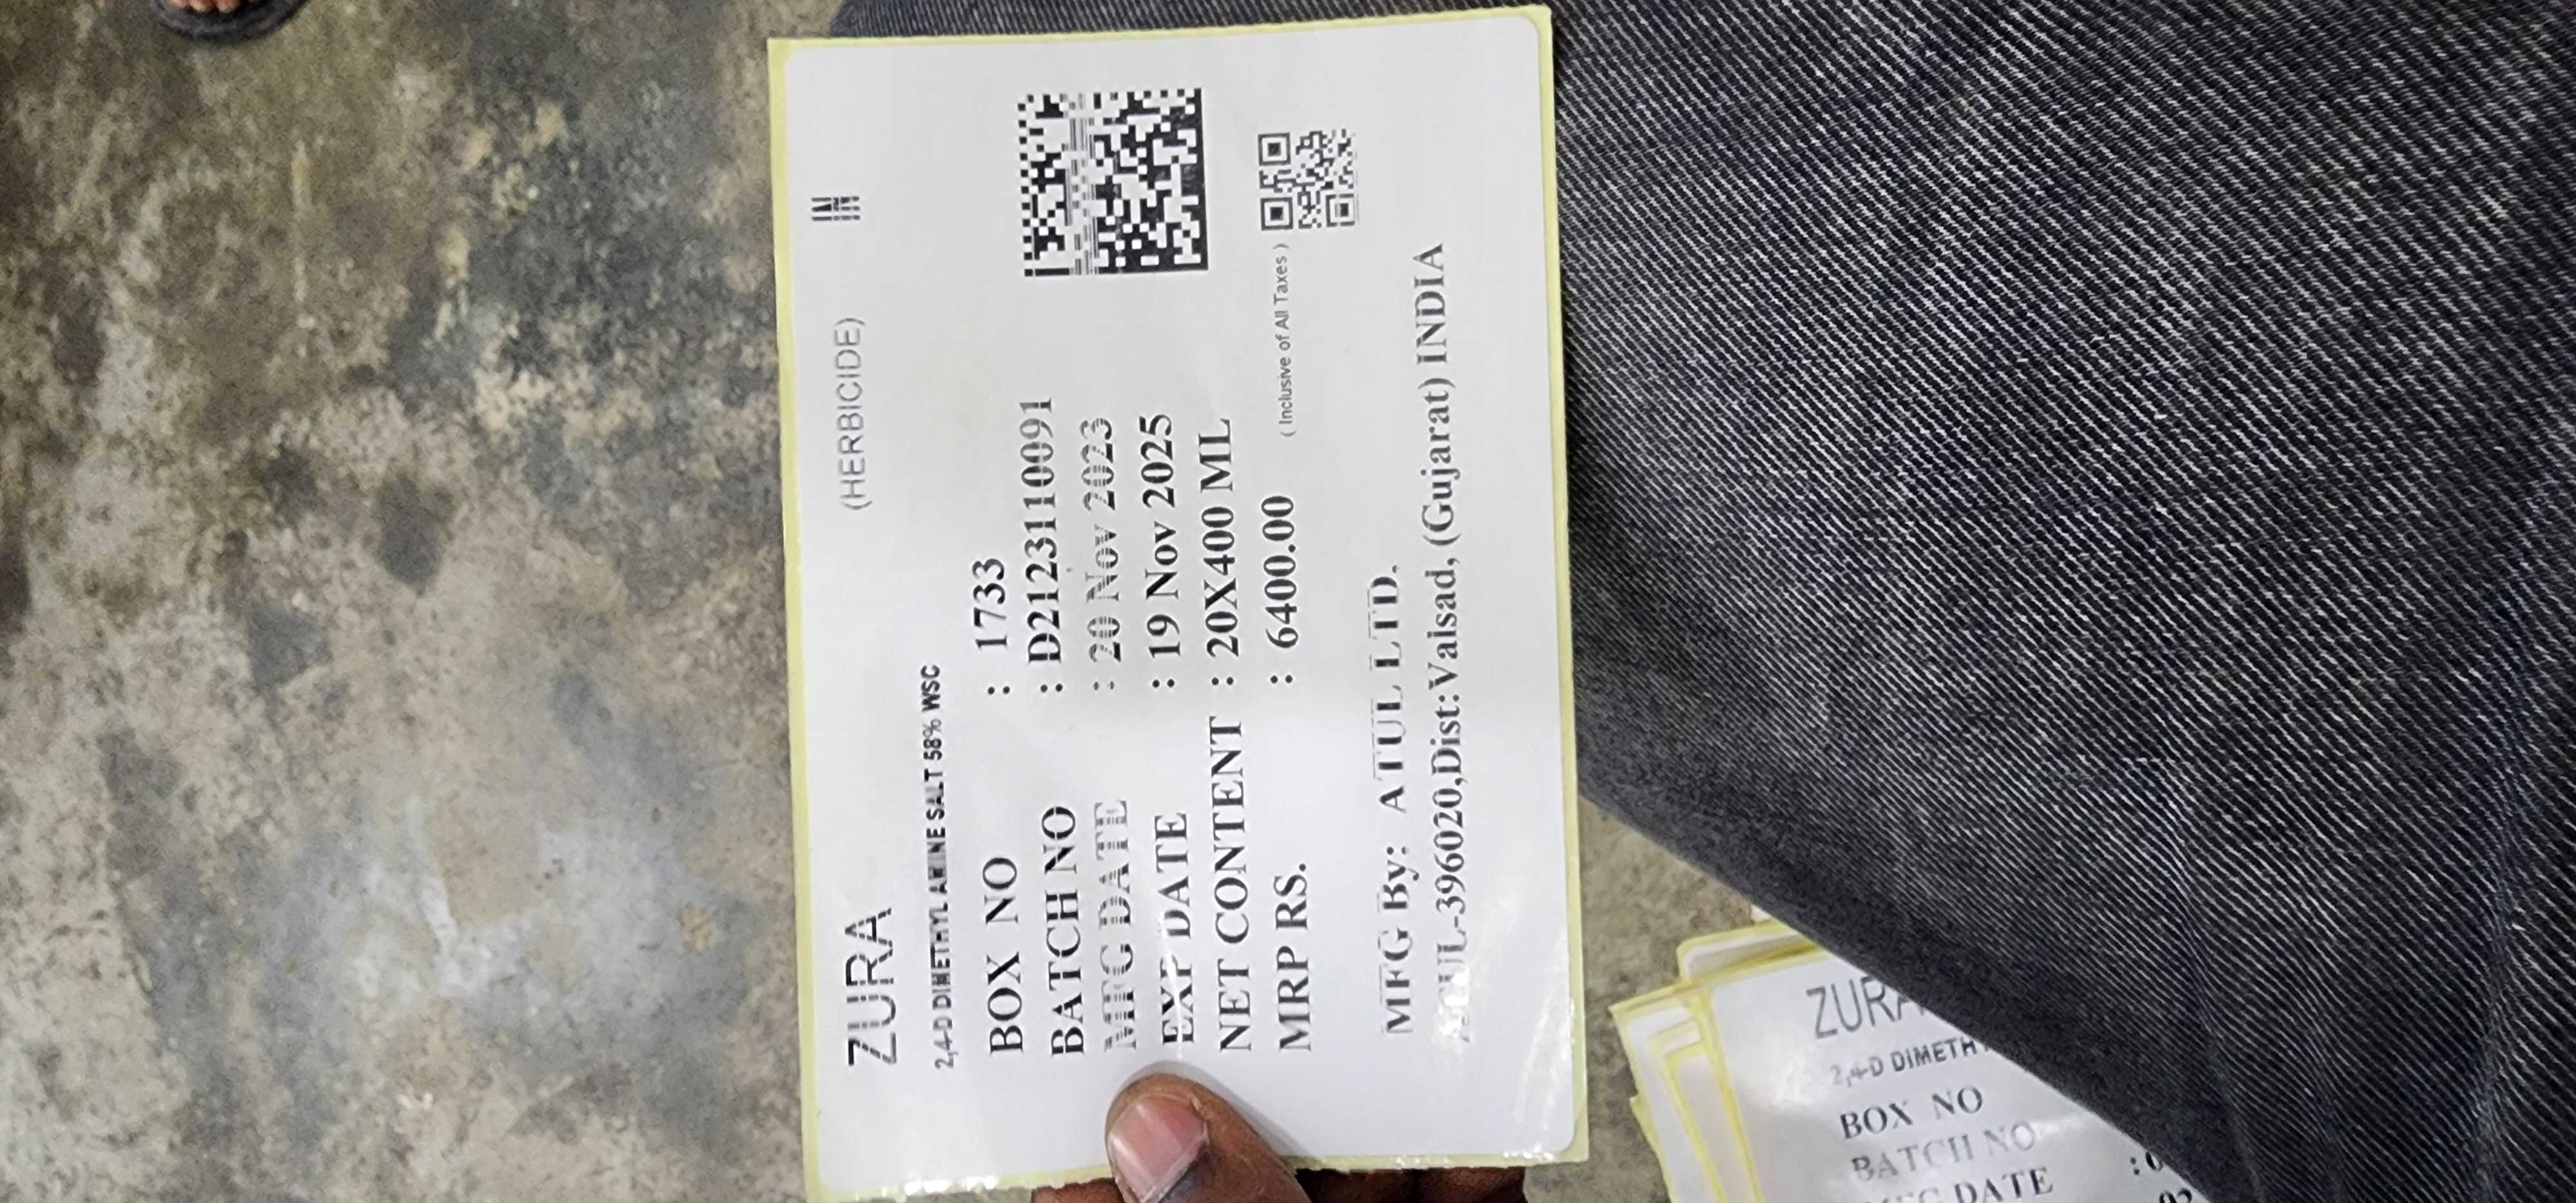 ZURA (HERBICIDE) IN
2,4-D DIMETHYL AMINE SALT 58% WSC
BOX NO : 1733
BATCH NO : D2123110091
MFG DATE : 20 Nov 2023
EXP DATE : 19 Nov 2025
NET CONTENT : 20X400 ML
MRP RS. : 6400.00 ( Inclusive of All Taxes )
MFG By: ATUL LTD.
ATUL-396020,Dist:Valsad, (Gujarat) INDIA
ZURA
2,4-D
BOX NO
BATCH NO
DATE